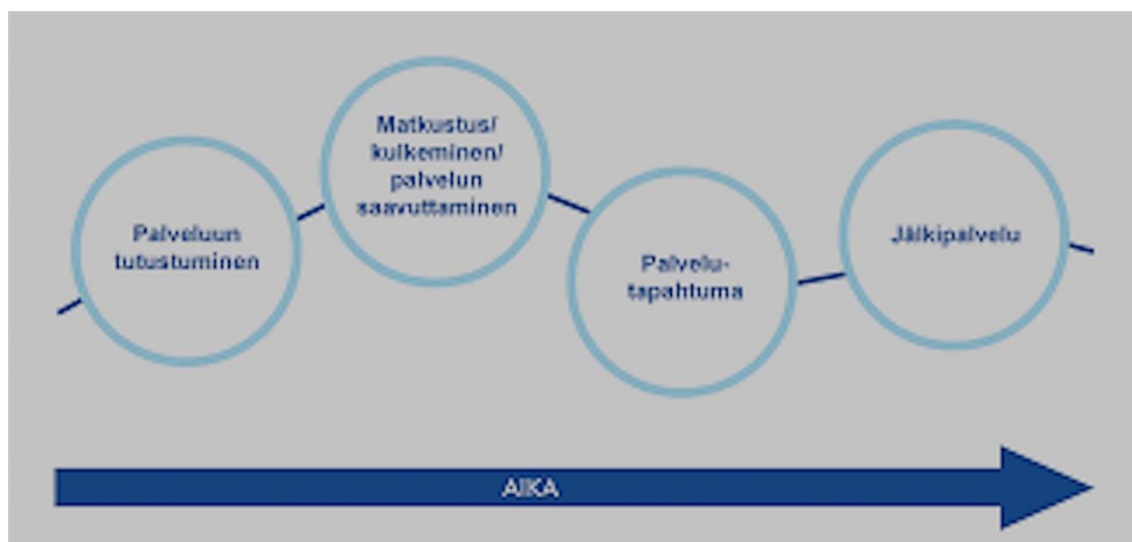 Palveluun
tutustuminen
Matkustus/
kulkeminen/
palvelun
saavuttaminen
Palvelu-
tapahtuma
Jälkipalvelu
AIKA